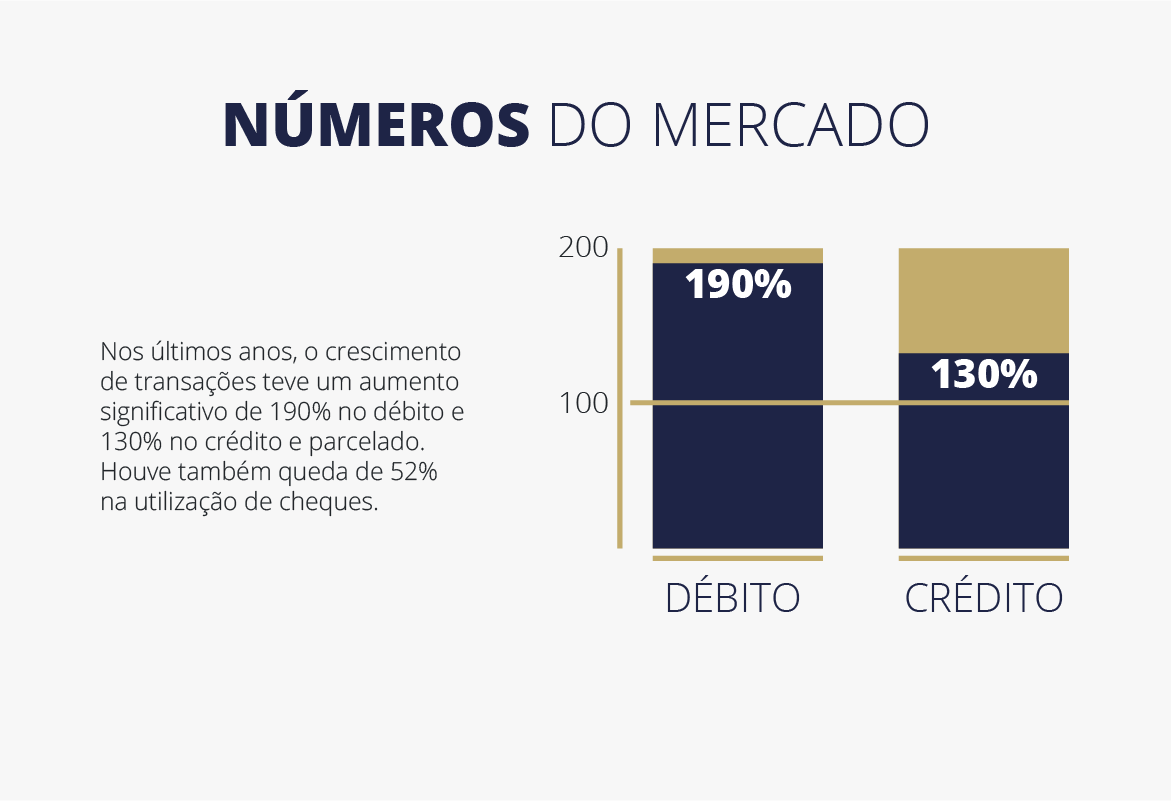 NÚMEROS DO MERCADO
Nos últimos anos, o crescimento
de transações teve um aumento
significativo de 190% no débito e
130% no crédito e parcelado.
Houve também queda de 52%
na utilização de cheques.
200
190%
130%
100
DÉBITO
CRÉDITO